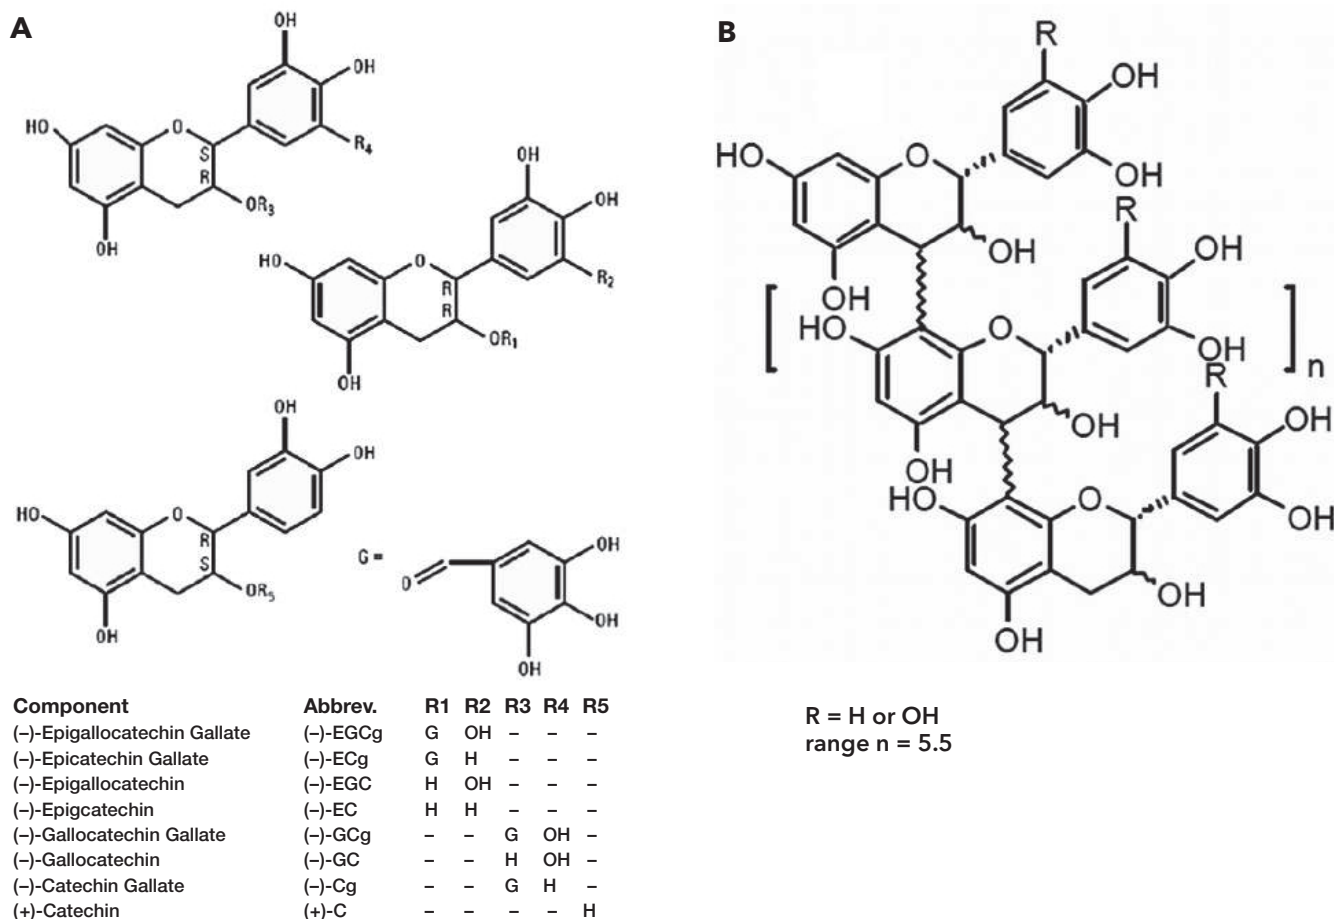 A
OH
OH
HO
O
S
R
R4
OR3
OH
OH
OH
HO
O
R
R
R2
OR1
OH
OH
OH
HO
O
R
S
OR5
OH
G =
O
OH
OH
OH
Component Abbrev. R1 R2 R3 R4 R5
(–)-Epigallocatechin Gallate (–)-EGCg G OH – – –
(–)-Epicatechin Gallate (–)-ECg G H – – –
(–)-Epigallocatechin (–)-EGC H OH – – –
(–)-Epigcatechin (–)-EC H H – – –
(–)-Gallocatechin Gallate (–)-GCg – – G OH –
(–)-Gallocatechin (–)-GC – – H OH –
(–)-Catechin Gallate (–)-Cg – – G H –
(+)-Catechin (+)-C – – – – H
B
R
OH
HO
O
OH
OH
OH
R
OH
HO
O
OH
OH
OH
n
R
OH
HO
O
OH
OH
OH
R = H or OH
range n = 5.5